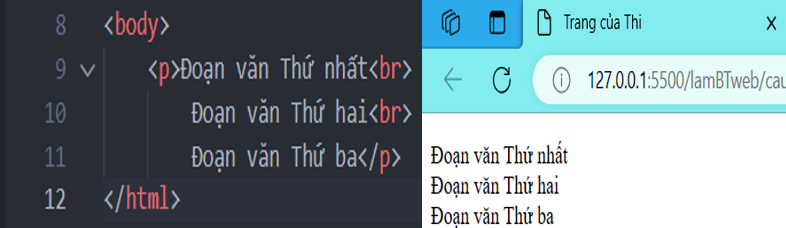 8 <body>
9 <p>Đoạn văn Thứ nhất<br>
10 Đoạn văn Thứ hai<br>
11 Đoạn văn Thứ ba</p>
12 </html>
Trang của Thi
127.0.0.1:5500/lamBTweb/cau
Đoạn văn Thứ nhất
Đoạn văn Thứ hai
Đoạn văn Thứ ba